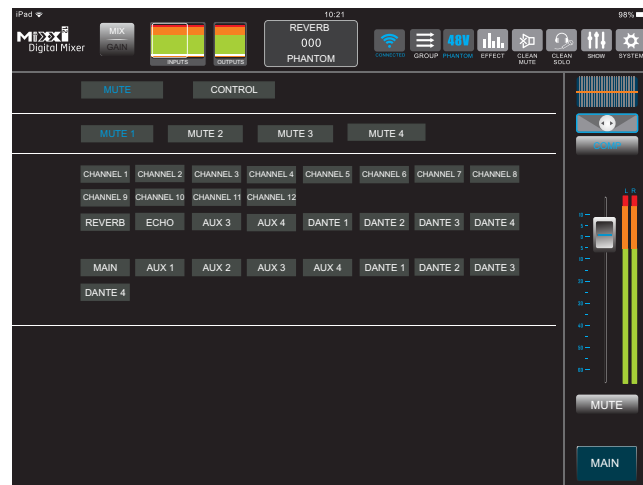 iPad 10:21 98%
Mixxi Digital Mixer
MIX
GAIN
INPUTS OUTPUTS
REVERB
000
PHANTOM
CONNECTED GROUP 48V PHANTOM EFFECT CLEAN MUTE CLEAN SOLO SHOW SYSTEM
MUTE CONTROL
MUTE 1 MUTE 2 MUTE 3 MUTE 4
CHANNEL 1 CHANNEL 2 CHANNEL 3 CHANNEL 4 CHANNEL 5 CHANNEL 6 CHANNEL 7 CHANNEL 8
CHANNEL 9 CHANNEL 10 CHANNEL 11 CHANNEL 12
REVERB ECHO AUX 3 AUX 4 DANTE 1 DANTE 2 DANTE 3 DANTE 4
MAIN AUX 1 AUX 2 AUX 3 AUX 4 DANTE 1 DANTE 2 DANTE 3
DANTE 4
COMP
L R
MUTE
MAIN